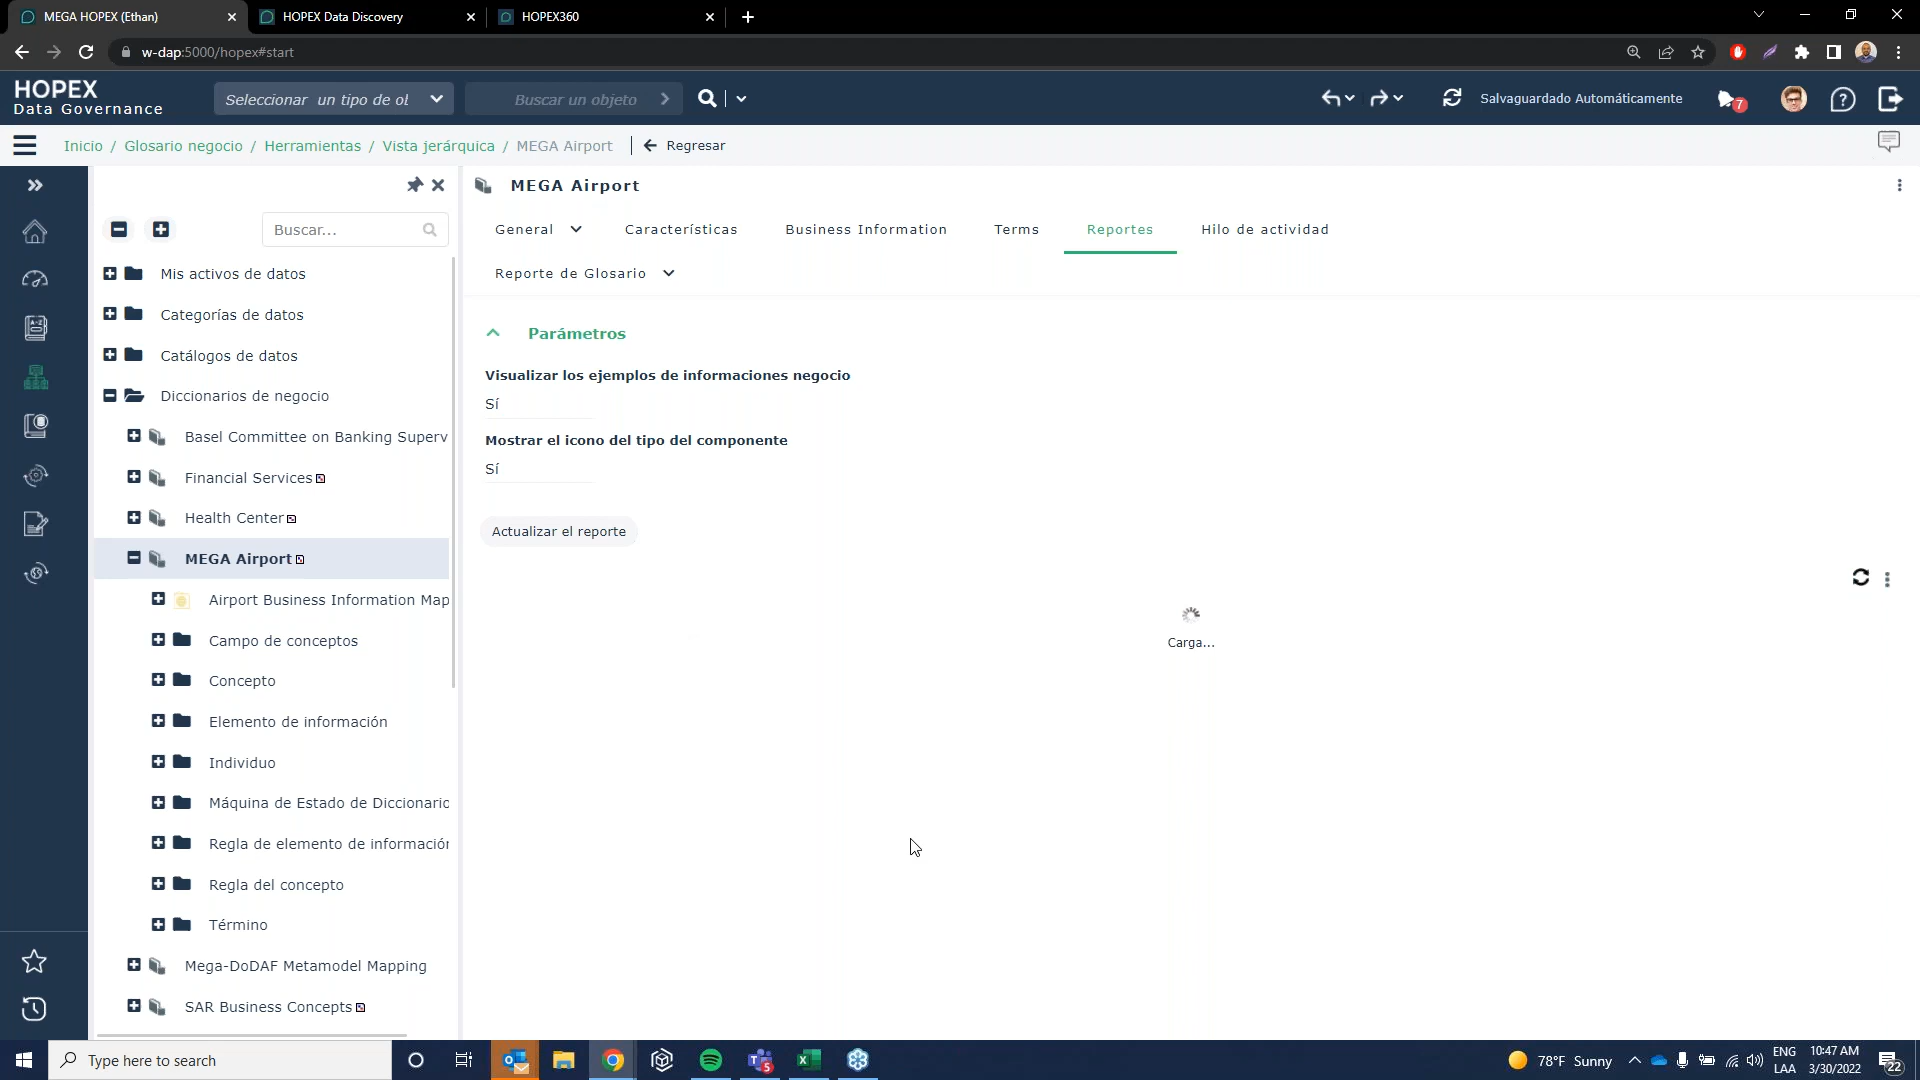 MEGA HOPEX (Ethan)
HOPEX Data Discovery
HOPEX360
w-dap:5000/hopex#start
HOPEX
Data Governance
Seleccionar un tipo de ol
Buscar un objeto
Salvaguardado Automáticamente
7
Inicio / Glosario negocio / Herramientas / Vista jerárquica / MEGA Airport
Regresar
MEGA Airport
General
Características
Business Information
Terms
Reportes
Hilo de actividad
Reporte de Glosario
Buscar...
Mis activos de datos
Categorías de datos
Catálogos de datos
Diccionarios de negocio
Basel Committee on Banking Superv
Financial Services
Health Center
MEGA Airport
Airport Business Information Map
Campo de conceptos
Concepto
Elemento de información
Individuo
Máquina de Estado de Diccionario
Regla de elemento de información
Regla del concepto
Término
Mega-DoDAF Metamodel Mapping
SAR Business Concepts
Parámetros
Visualizar los ejemplos de informaciones negocio
Sí
Mostrar el icono del tipo del componente
Sí
Actualizar el reporte
Carga...
Type here to search
5
78°F Sunny
ENG
LAA
10:47 AM
3/30/2022
22